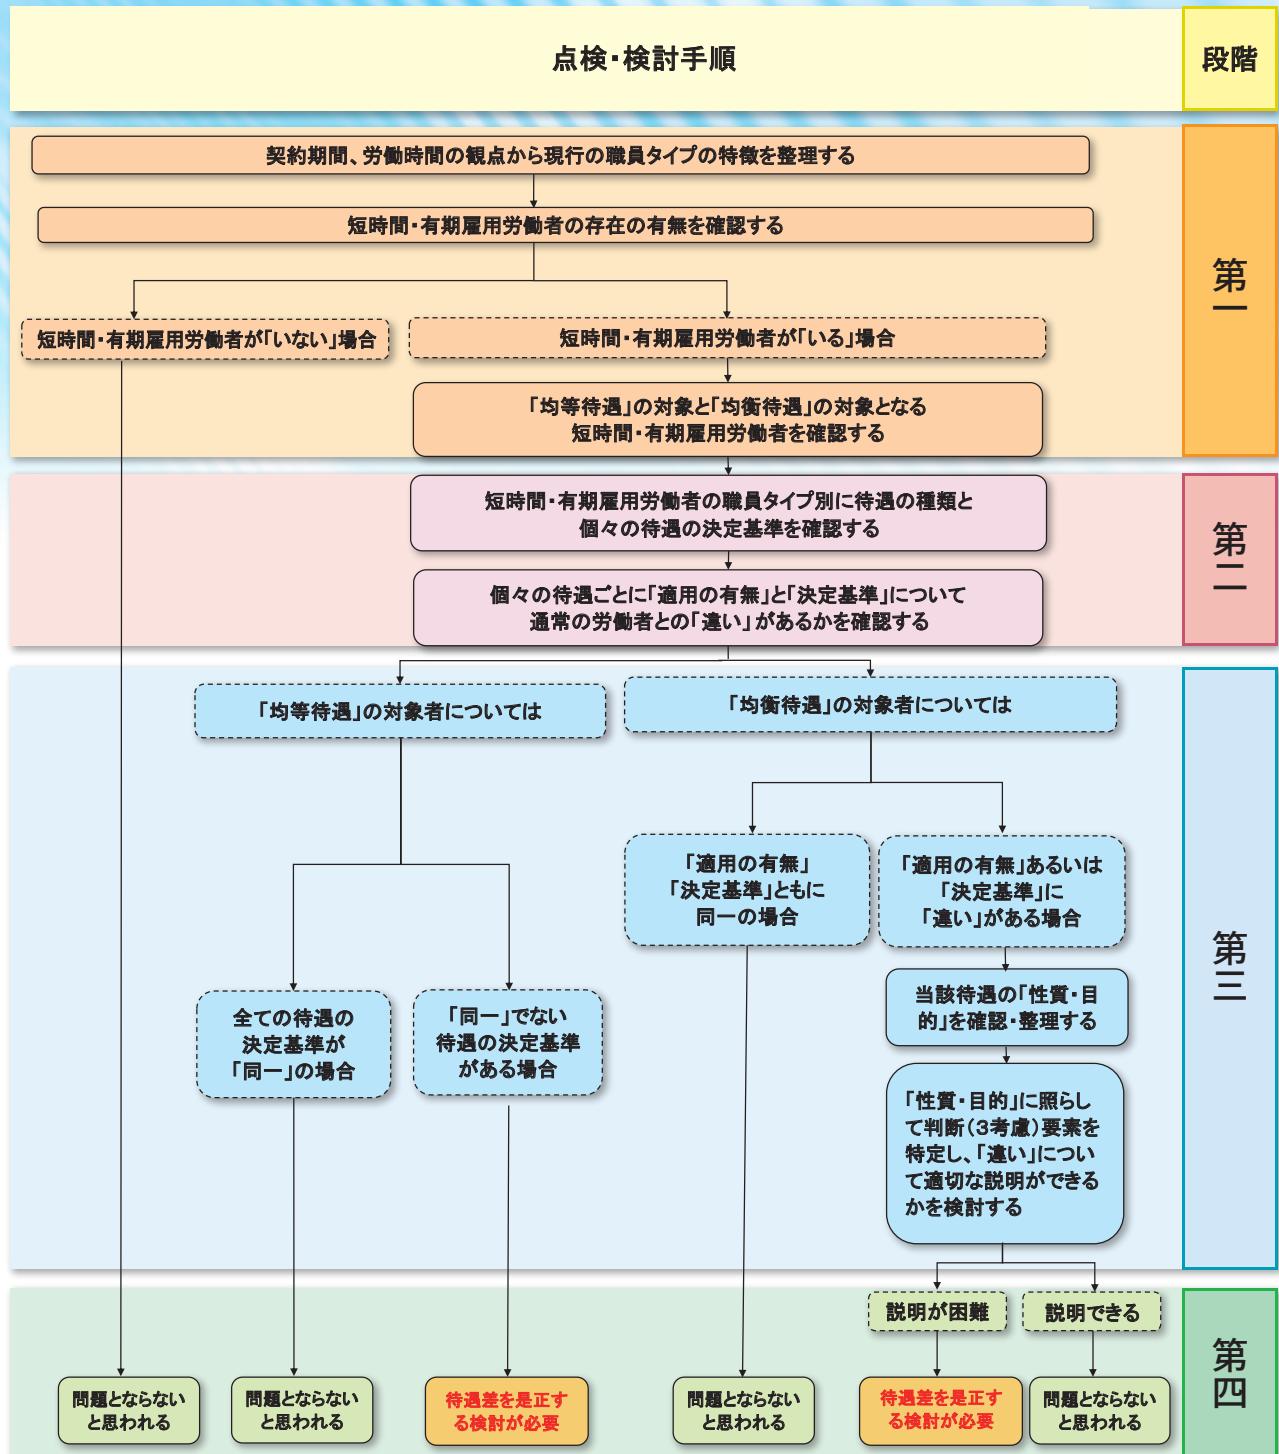 点検・検討手順
段階
契約期間、労働時間の観点から現行の職員タイプの特徴を整理する
短時間・有期雇用労働者の存在の有無を確認する
短時間・有期雇用労働者が「いない」場合
短時間・有期雇用労働者が「いる」場合
「均等待遇」の対象と「均衡待遇」の対象となる
短時間・有期雇用労働者を確認する
第一
短時間・有期雇用労働者の職員タイプ別に待遇の種類と
個々の待遇の決定基準を確認する
個々の待遇ごとに「適用の有無」と「決定基準」について
通常の労働者との「違い」があるかを確認する
第二
「均等待遇」の対象者については
「均衡待遇」の対象者については
「適用の有無」
「決定基準」ともに
同一の場合
「適用の有無」あるいは
「決定基準」に
「違い」がある場合
全ての待遇の
決定基準が
「同一」の場合
「同一」でない
待遇の決定基準
がある場合
当該待遇の「性質・目
的」を確認・整理する
「性質・目的」に照らし
て判断（3考慮）要素を
特定し、「違い」につい
て適切な説明ができる
かを検討する
第三
説明が困難
説明できる
問題とならない
と思われる
問題とならない
と思われる
待遇差を是正す
る検討が必要
問題とならない
と思われる
待遇差を是正す
る検討が必要
問題とならない
と思われる
第四